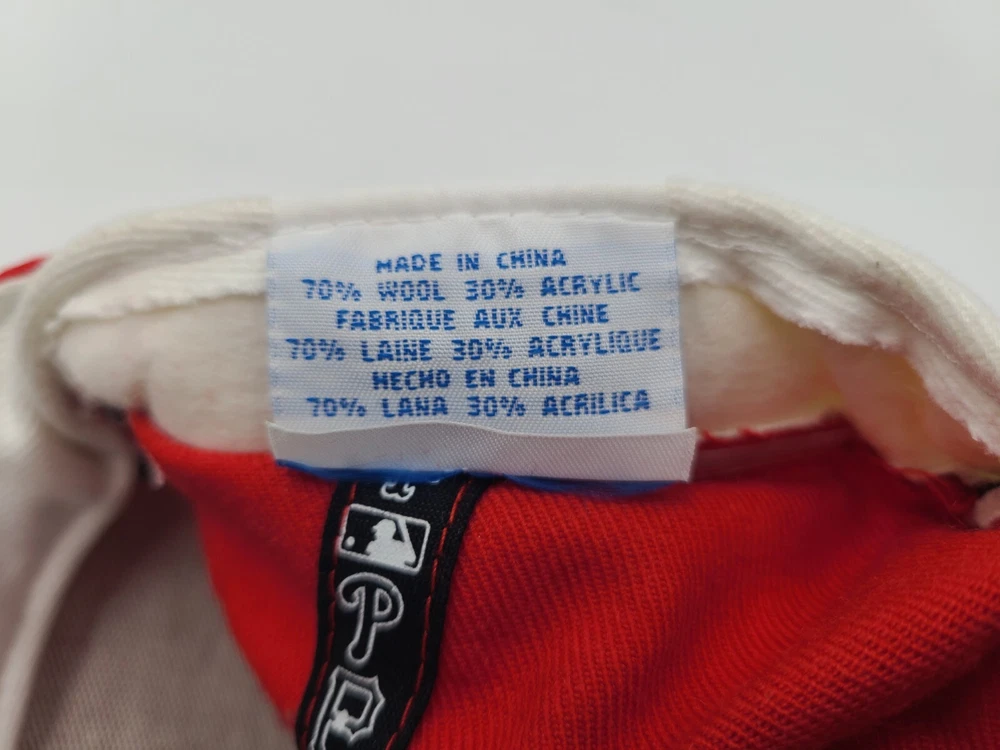 MADE IN CHINA
70% WOOL 30% ACRYLIC
FABRIQUE AUX CHINE
70% LAINE 30% ACRYLIQUE
HECHO EN CHINA
70% LANA 30% ACRILICA
P
P